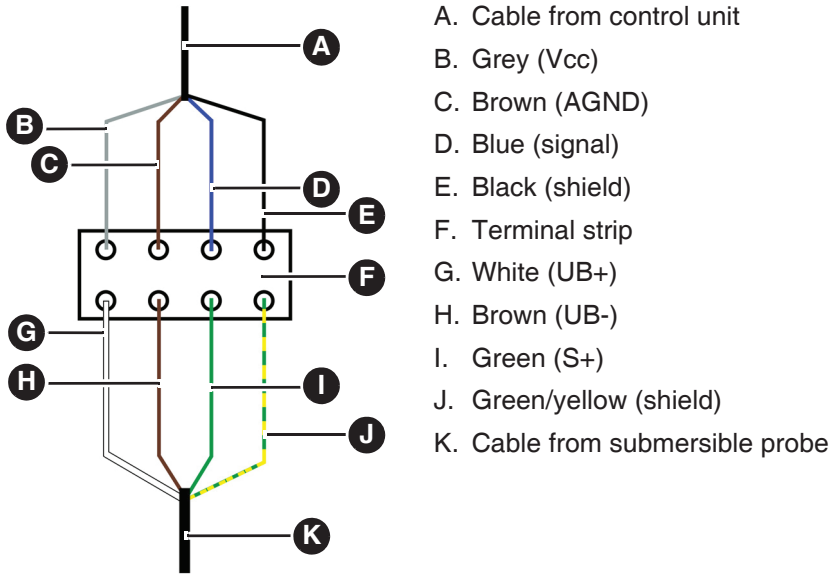 A
B
C
D
E
F
G
H
I
J
K
A. Cable from control unit
B. Grey (Vcc)
C. Brown (AGND)
D. Blue (signal)
E. Black (shield)
F. Terminal strip
G. White (UB+)
H. Brown (UB-)
I. Green (S+)
J. Green/yellow (shield)
K. Cable from submersible probe